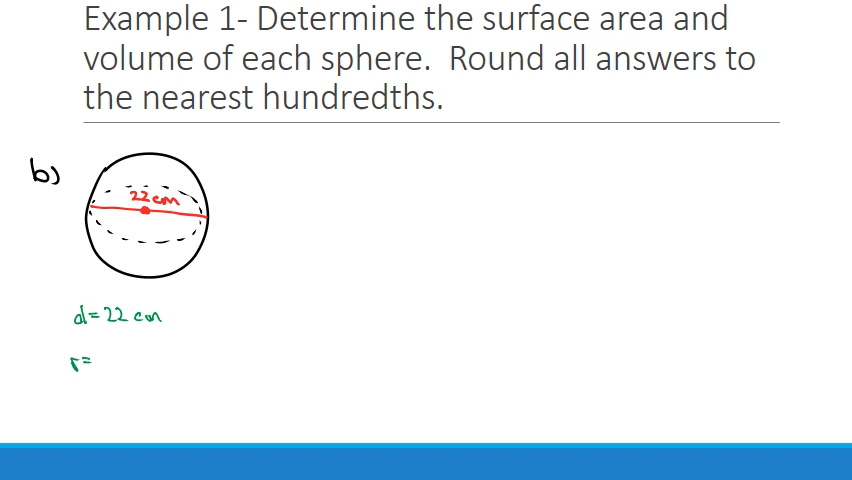 Example 1- Determine the surface area and
volume of each sphere. Round all answers to
the nearest hundredths.
b)
22 cm
d = 22 cm
r =